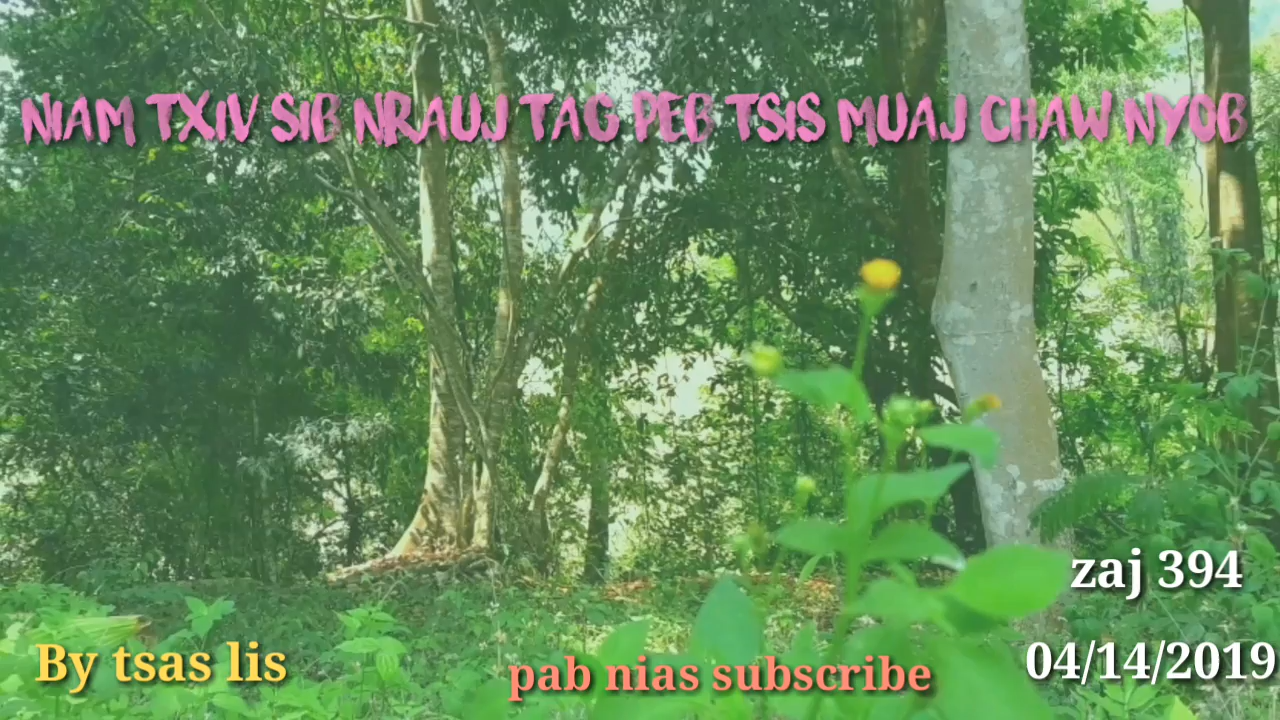 NIAM TXIV SIB NRAUJ TAG PEB TSIS MUAJ CHAW NYOB
zaj 394
By tsas lis
pab nias subscribe
04/14/2019